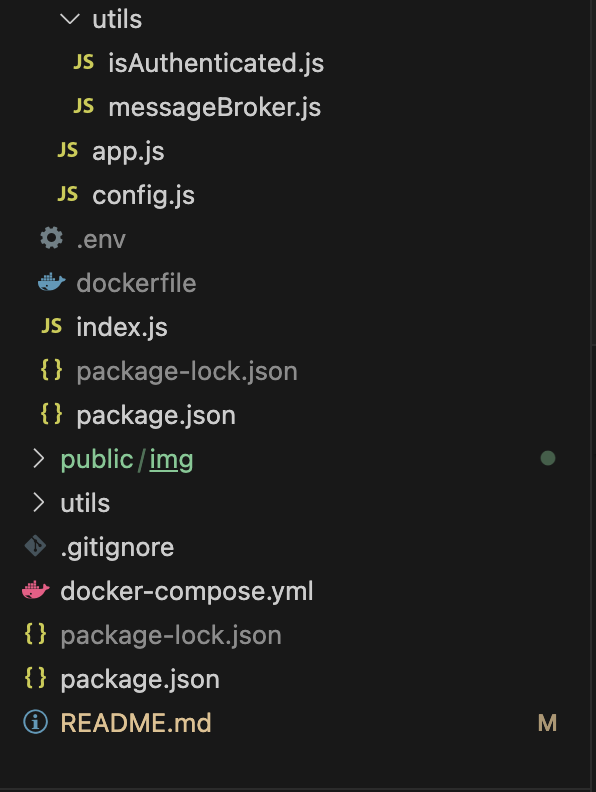 utils
JS isAuthenticated.js
JS messageBroker.js
JS app.js
JS config.js
.env
dockerfile
JS index.js
{} package-lock.json
{} package.json
public/img
utils
.gitignore
docker-compose.yml
{} package-lock.json
{} package.json
README.md M